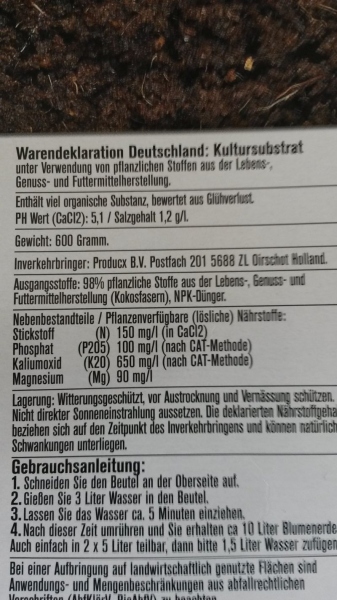 Warendeklaration Deutschland: Kultursubstrat
unter Verwendung von pflanzlichen Stoffen aus der Lebens-,
Genuss- und Futtermittelherstellung.
Enthält viel organische Substanz, bewertet aus Glühverlust.
PH Wert (CaCl2): 5,1 / Salzgehalt 1,2 g/l.
Gewicht: 600 Gramm.
Inverkehrbringer: Producx B.V. Postfach 201 5688 ZL Oirschot Holland.
Ausgangsstoffe: 98% pflanzliche Stoffe aus der Lebens-, Genuss- und
Futtermittelherstellung (Kokosfasern), NPK-Dünger.
Nebenbestandteile / Pflanzenverfügbare (lösliche) Nährstoffe:
Stickstoff (N) 150 mg/l (in CaCl2)
Phosphat (P205) 100 mg/l (nach CAT-Methode)
Kaliumoxid (K20) 650 mg/l (nach CAT-Methode)
Magnesium (Mg) 90 mg/l
Lagerung: Witterungsgeschützt, vor Austrocknung und Vernässung schützen.
Nicht direkter Sonneneinstrahlung aussetzen. Die deklarierten Nährstoffgeha
beziehen sich auf den Zeitpunkt des Inverkehrbringens und können natürlich
Schwankungen unterliegen.
Gebrauchsanleitung:
1. Schneiden Sie den Beutel an der Oberseite auf.
2. Gießen Sie 3 Liter Wasser in den Beutel.
3. Lassen Sie das Wasser ca. 5 Minuten einziehen.
4. Nach dieser Zeit umrühren und Sie erhalten ca 10 Liter Blumenerde
Auch einfach in 2 x 5 Liter teilbar, dann bitte 1,5 Liter Wasser zufügen
Bei einer Aufbringung auf landwirtschaftlich genutzte Flächen sind
Anwendungs- und Mengenbeschränkungen aus abfallrechtlichen
Vorschriften (AbfKlärV, BioAbfV) zu beachten